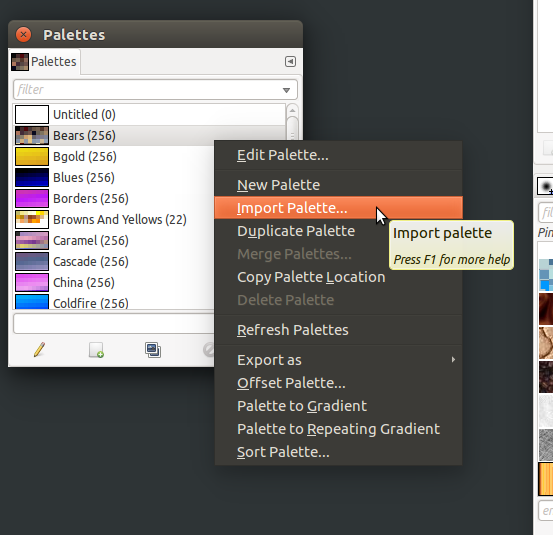 Palettes
Palettes
filter
Untitled (0)
Bears (256)
Bgold (256)
Blues (256)
Borders (256)
Browns And Yellows (22)
Caramel (256)
Cascade (256)
China (256)
Coldfire (256)
Edit Palette...
New Palette
Import Palette...
Duplicate Palette
Merge Palettes...
Copy Palette Location
Delete Palette
Refresh Palettes
Export as
Offset Palette...
Palette to Gradient
Palette to Repeating Gradient
Sort Palette...
Import palette
Press F1 for more help